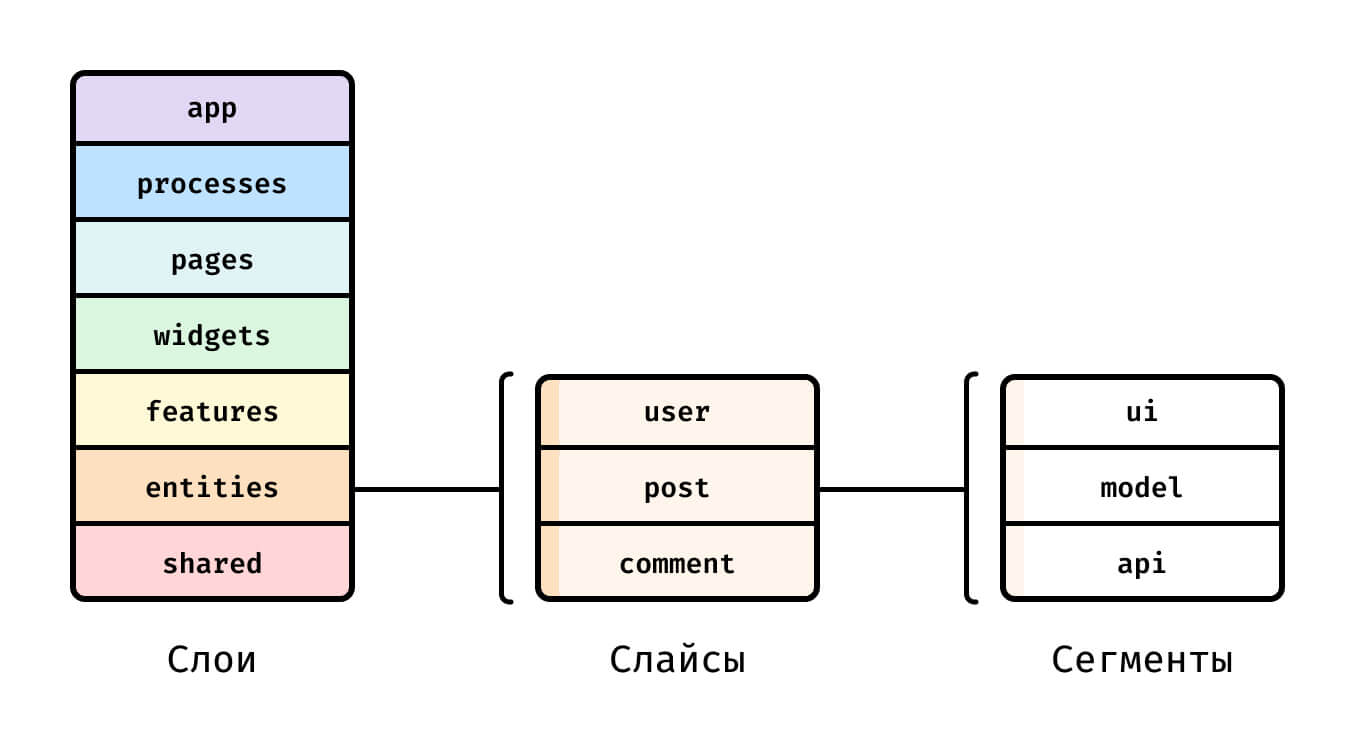 app
processes
pages
widgets
features
entities
shared
Слои
user
post
comment
Слайсы
ui
model
api
Сегменты